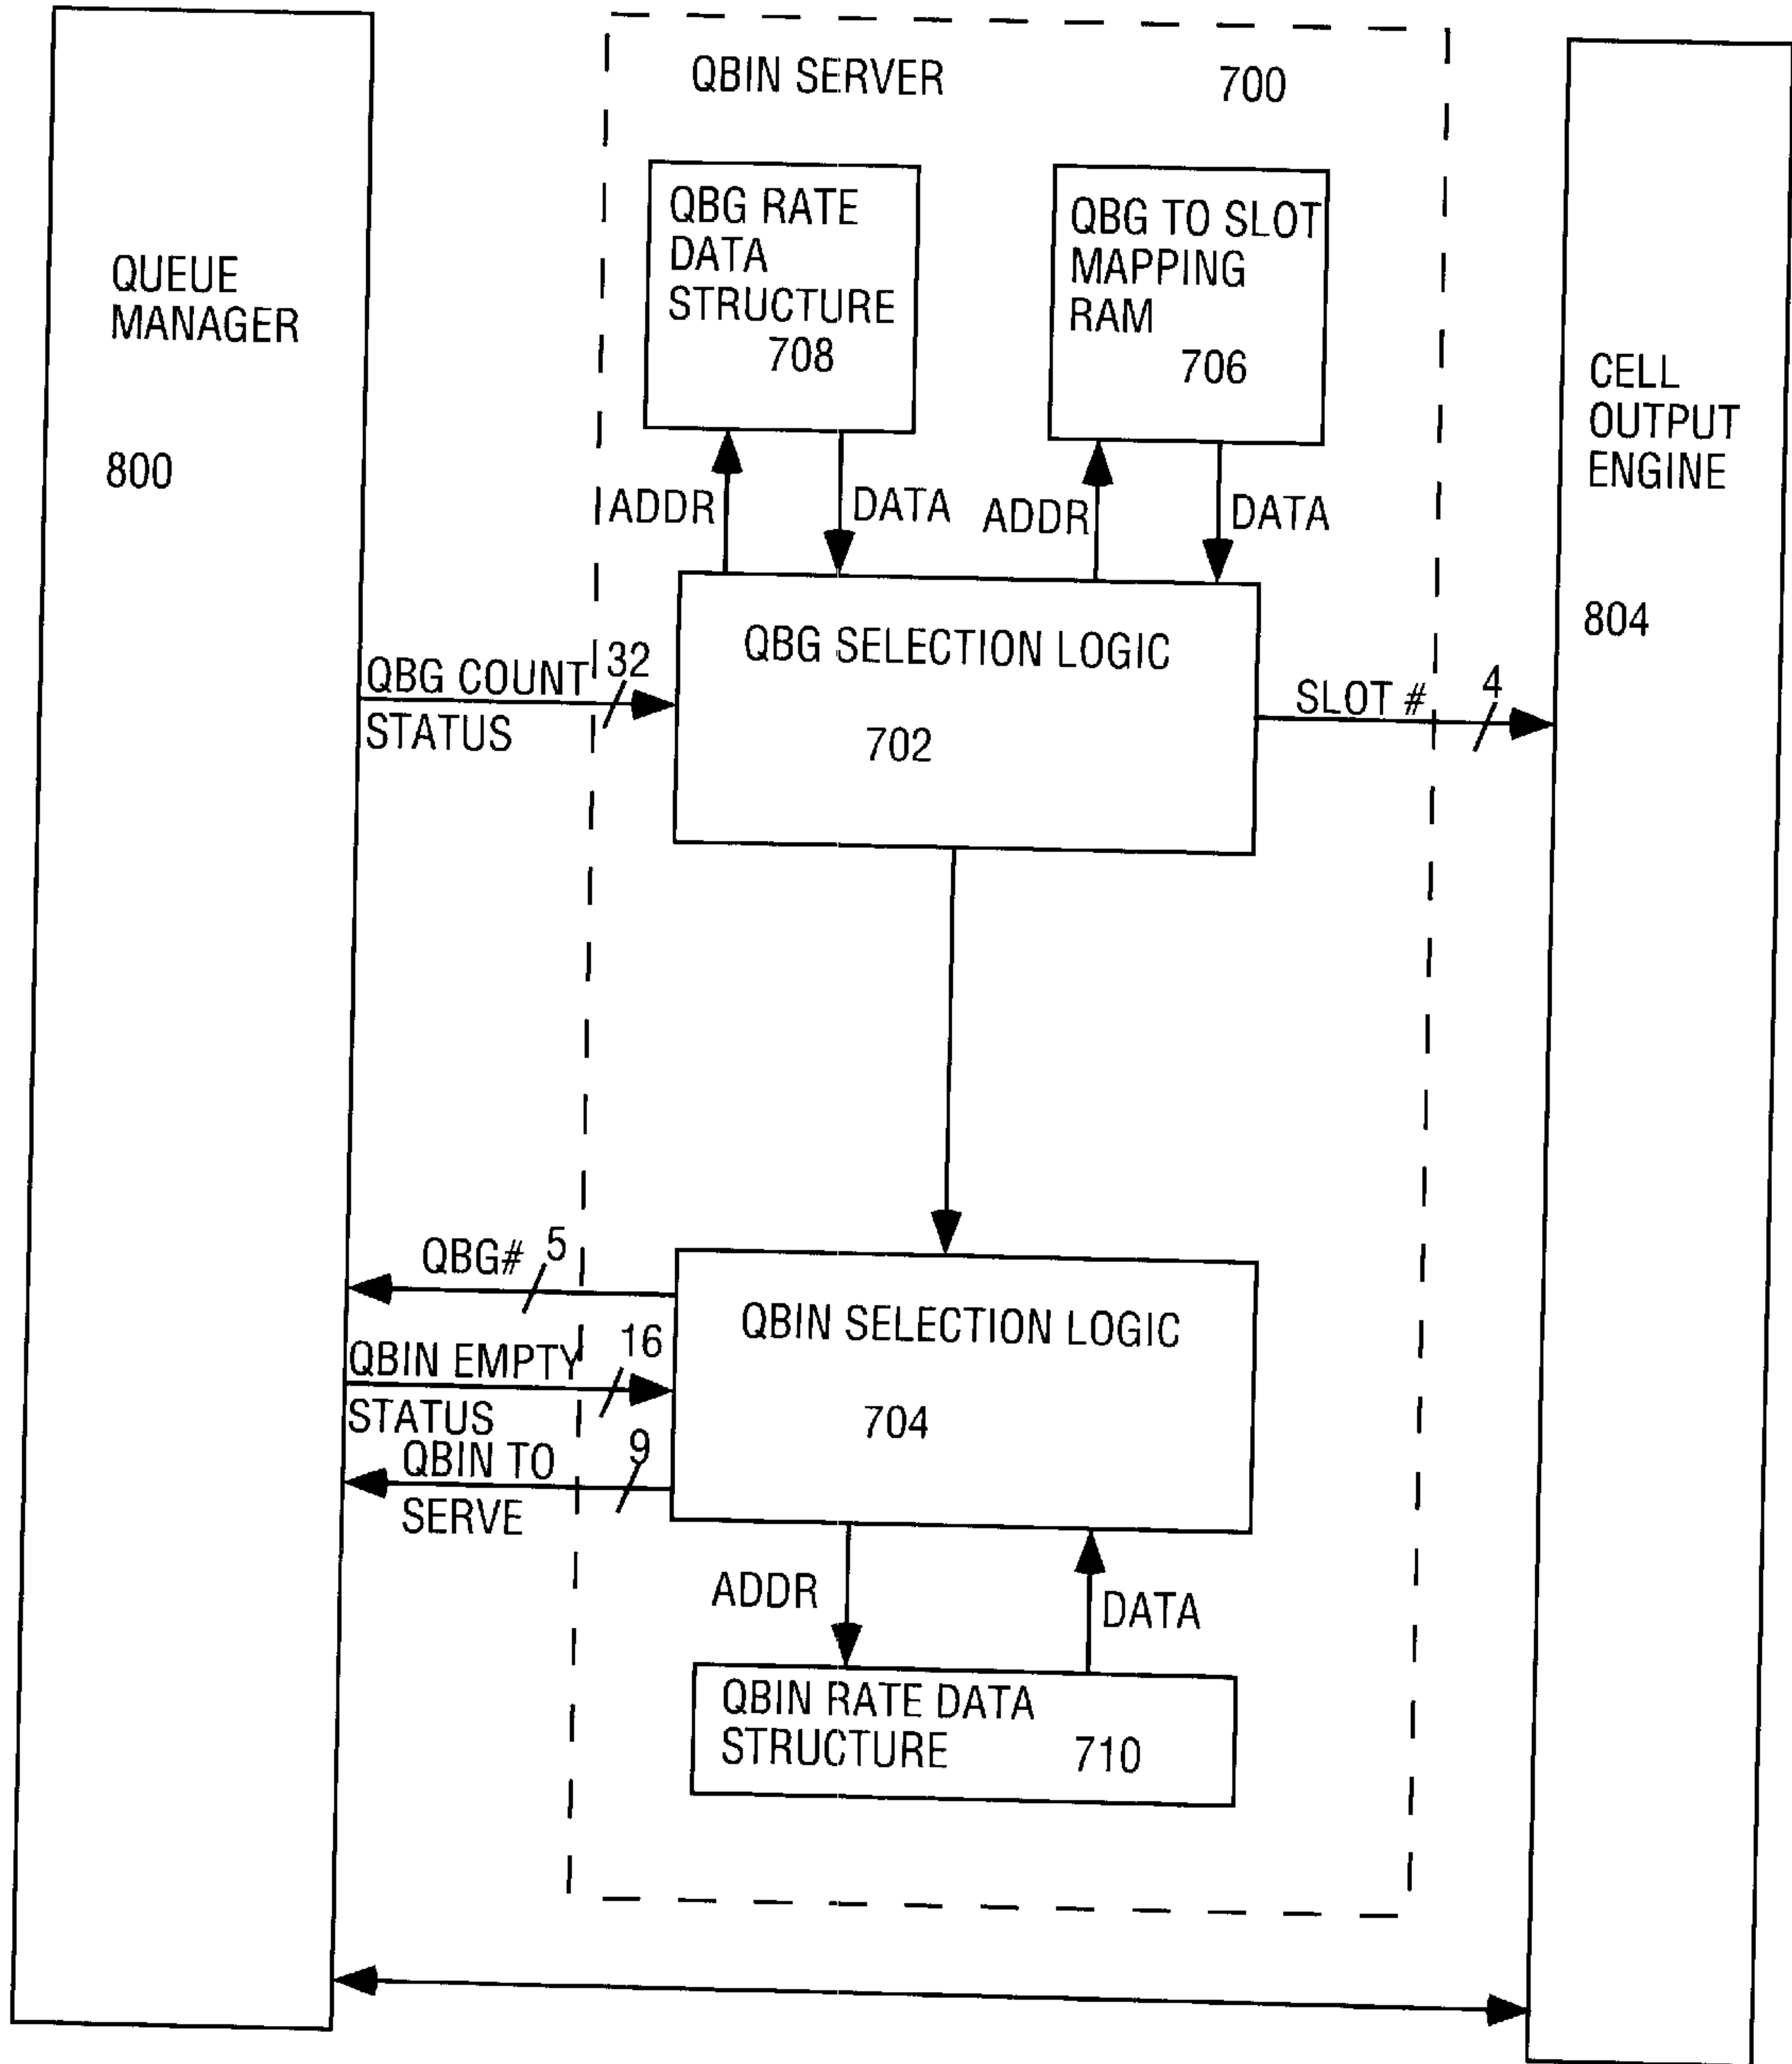 QBIN SERVER
700
QUEUE
MANAGER
800
QBG RATE
DATA
STRUCTURE
708
QBG TO SLOT
MAPPING
RAM
706
CELL
OUTPUT
ENGINE
804
ADDR
DATA
ADDR
DATA
QBG COUNT
STATUS
32
QBG SELECTION LOGIC
702
SLOT #
4
QBG#
5
QBIN EMPTY
STATUS
16
QBIN TO
SERVE
9
QBIN SELECTION LOGIC
704
ADDR
DATA
QBIN RATE DATA
STRUCTURE
710